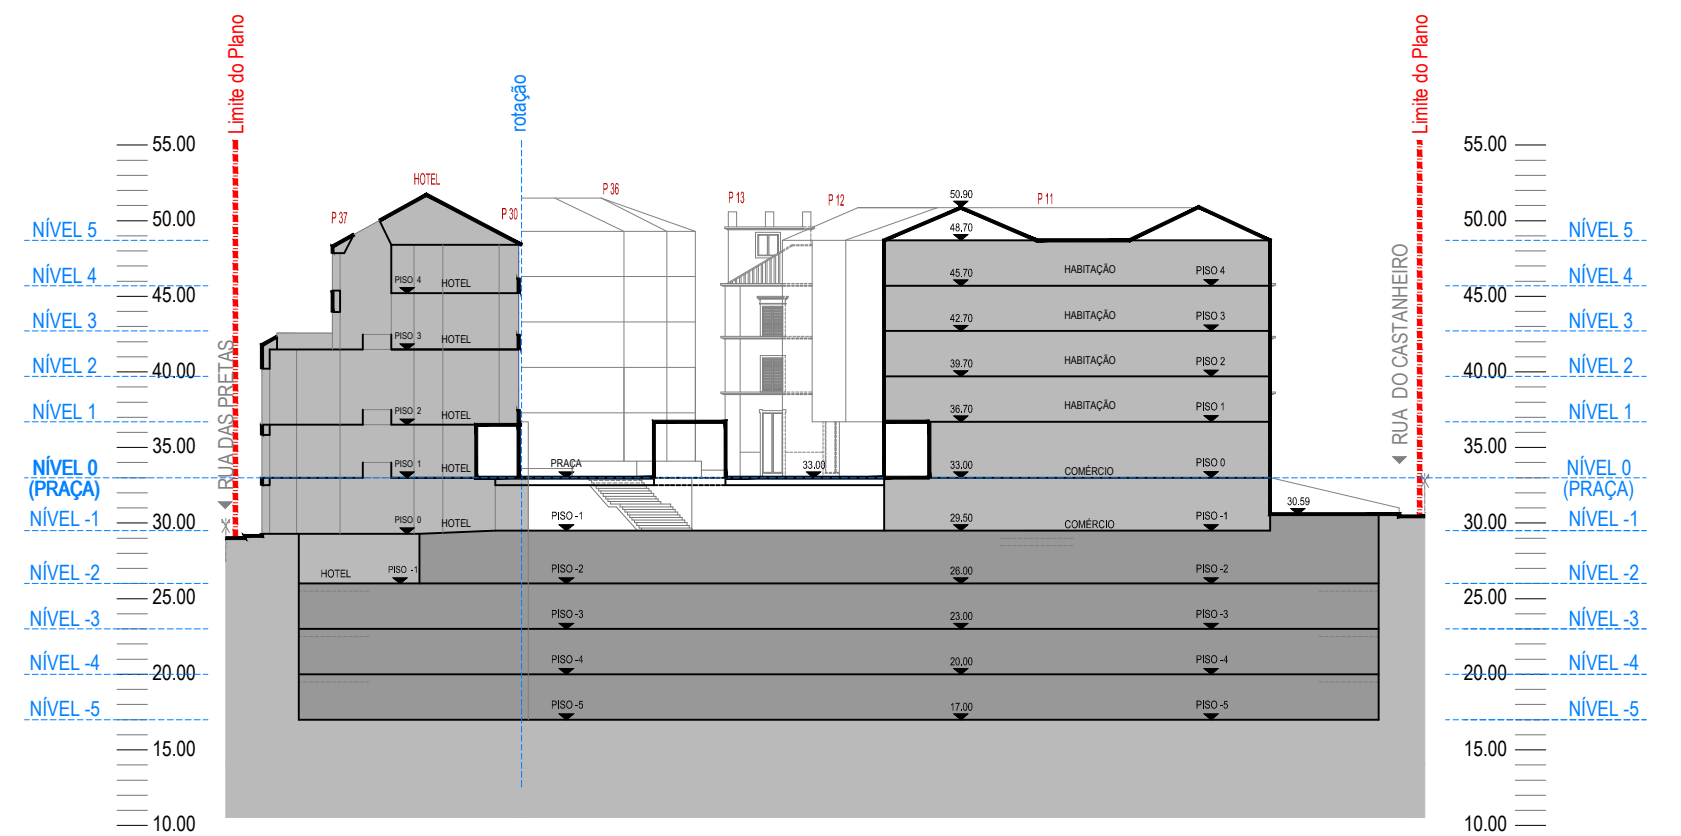 Limite do Plano
Limite do Plano
rotação
55.00
55.00
HOTEL
P 36
P 13
P 12
P 11
P 37
P 30
50.90
50.00
50.00
NÍVEL 5
48.70
NÍVEL 5
NÍVEL 4
PISO 4
HOTEL
45.70
HABITAÇÃO
PISO 4
NÍVEL 4
45.00
45.00
NÍVEL 3
PISO 3
HOTEL
42.70
HABITAÇÃO
PISO 3
NÍVEL 3
RUA DAS PRETAS
RUA DO CASTANHEIRO
NÍVEL 2
40.00
39.70
HABITAÇÃO
PISO 2
40.00
NÍVEL 2
NÍVEL 1
PISO 2
HOTEL
36.70
HABITAÇÃO
PISO 1
NÍVEL 1
35.00
35.00
NÍVEL 0
(PRAÇA)
PISO 1
HOTEL
PRAÇA
33.00
33.00
COMÉRCIO
PISO 0
NÍVEL 0
(PRAÇA)
30.59
NÍVEL -1
30.00
PISO 0
HOTEL
PISO -1
29.50
COMÉRCIO
PISO -1
30.00
NÍVEL -1
NÍVEL -2
HOTEL
PISO -1
PISO -2
26.00
PISO -2
NÍVEL -2
25.00
25.00
NÍVEL -3
PISO -3
23.00
PISO -3
NÍVEL -3
NÍVEL -4
PISO -4
20.00
PISO -4
NÍVEL -4
20.00
20.00
NÍVEL -5
PISO -5
17.00
PISO -5
NÍVEL -5
15.00
15.00
10.00
10.00